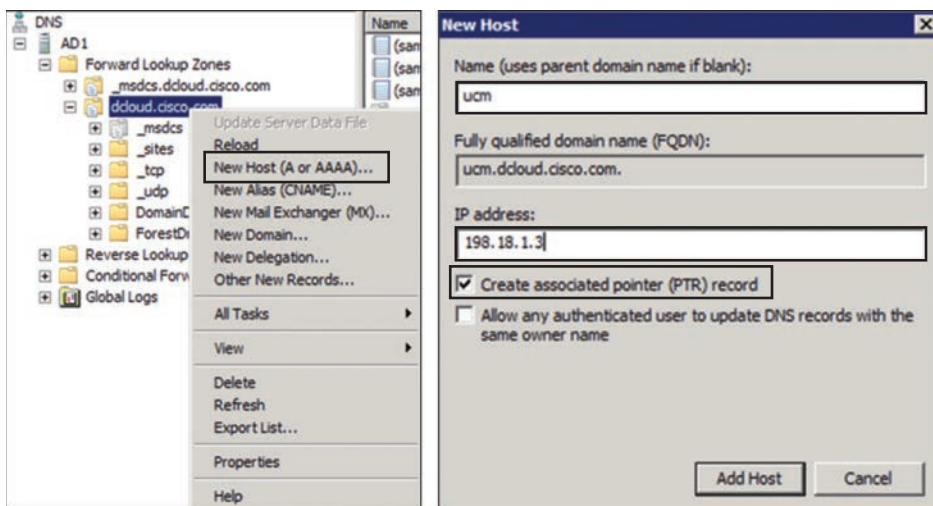 DNS
AD1
Forward Lookup Zones
_msdcs.dcloud.cisco.com
dcloud.cisco.com
_msdcs
_sites
_tcp
_udp
DomainD
ForestDn
Reverse Lookup
Conditional Forw
Global Logs
Name
(sam
(sam
(sam
Update Server Data File
Reload
New Host (A or AAAA)...
New Alias (CNAME)...
New Mail Exchanger (MX)...
New Domain...
New Delegation...
Other New Records...
All Tasks
View
Delete
Refresh
Export List...
Properties
Help
New Host
Name (uses parent domain name if blank):
ucm
Fully qualified domain name (FQDN):
ucm.dcloud.cisco.com.
IP address:
198.18.1.3
Create associated pointer (PTR) record
Allow any authenticated user to update DNS records with the
same owner name
Add Host
Cancel